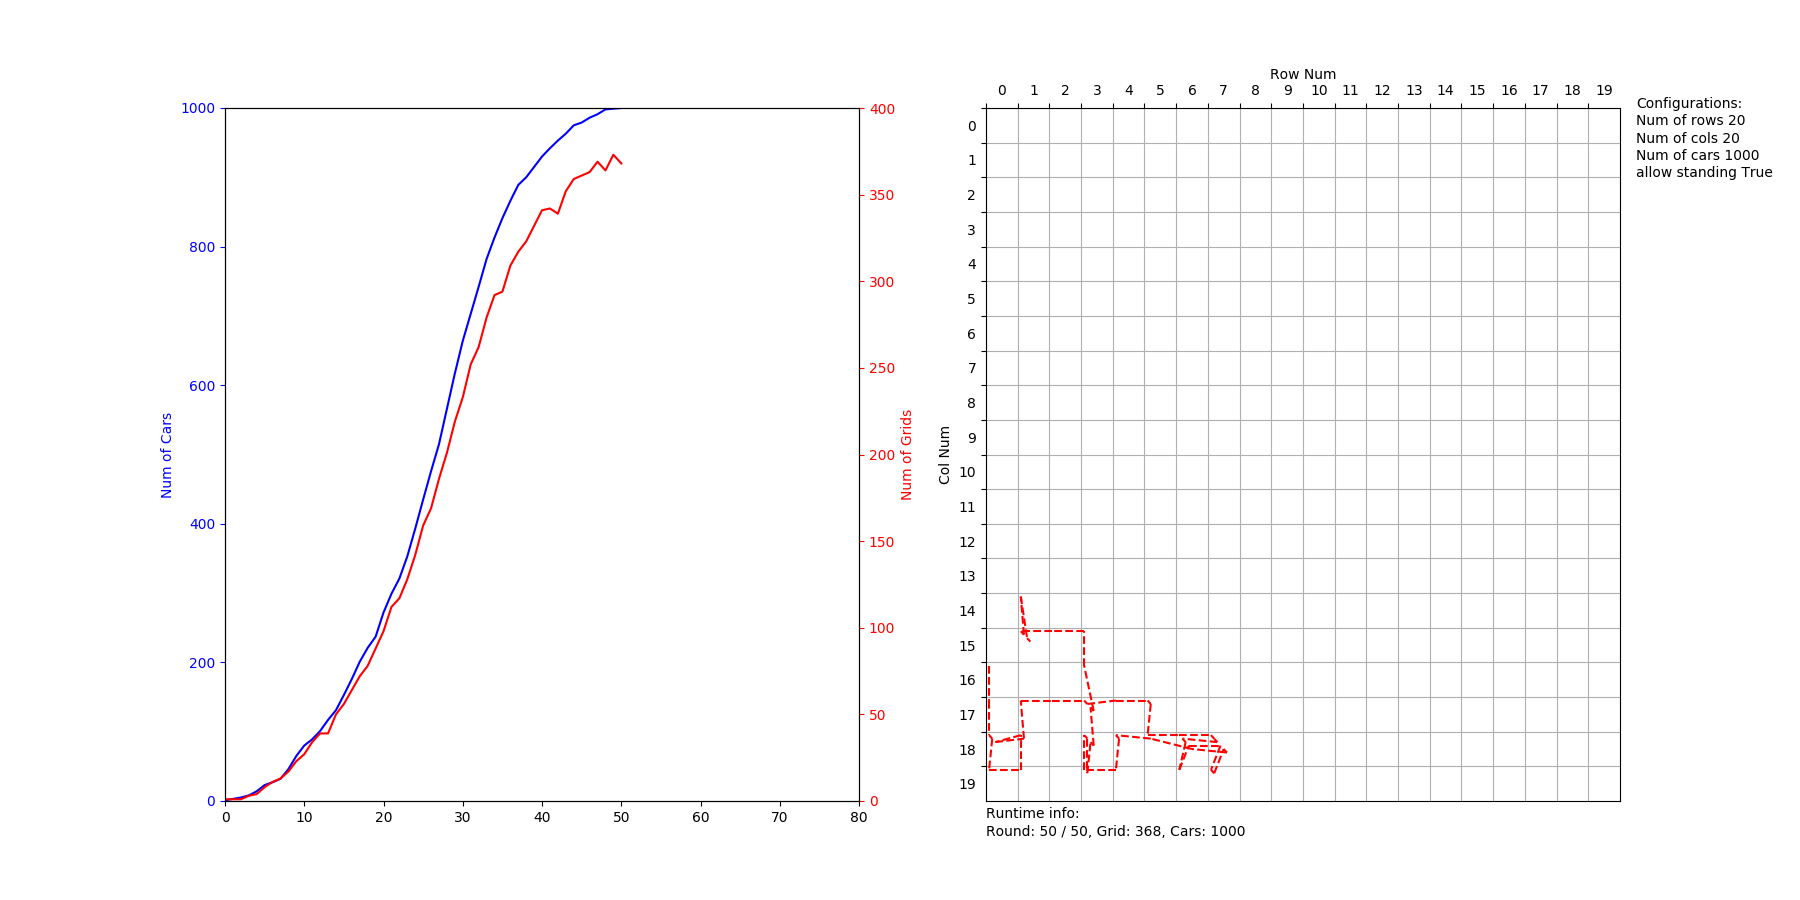 1000
800
600
400
200
0
Num of Cars
0 10 20 30 40 50 60 70 80
400
350
300
250
200
150
100
50
0
Num of Grids
Row Num
0 1 2 3 4 5 6 7 8 9 10 11 12 13 14 15 16 17 18 19
Col Num
0
1
2
3
4
5
6
7
8
9
10
11
12
13
14
15
16
17
18
19
Configurations:
Num of rows 20
Num of cols 20
Num of cars 1000
allow standing True
Runtime info:
Round: 50 / 50, Grid: 368, Cars: 1000